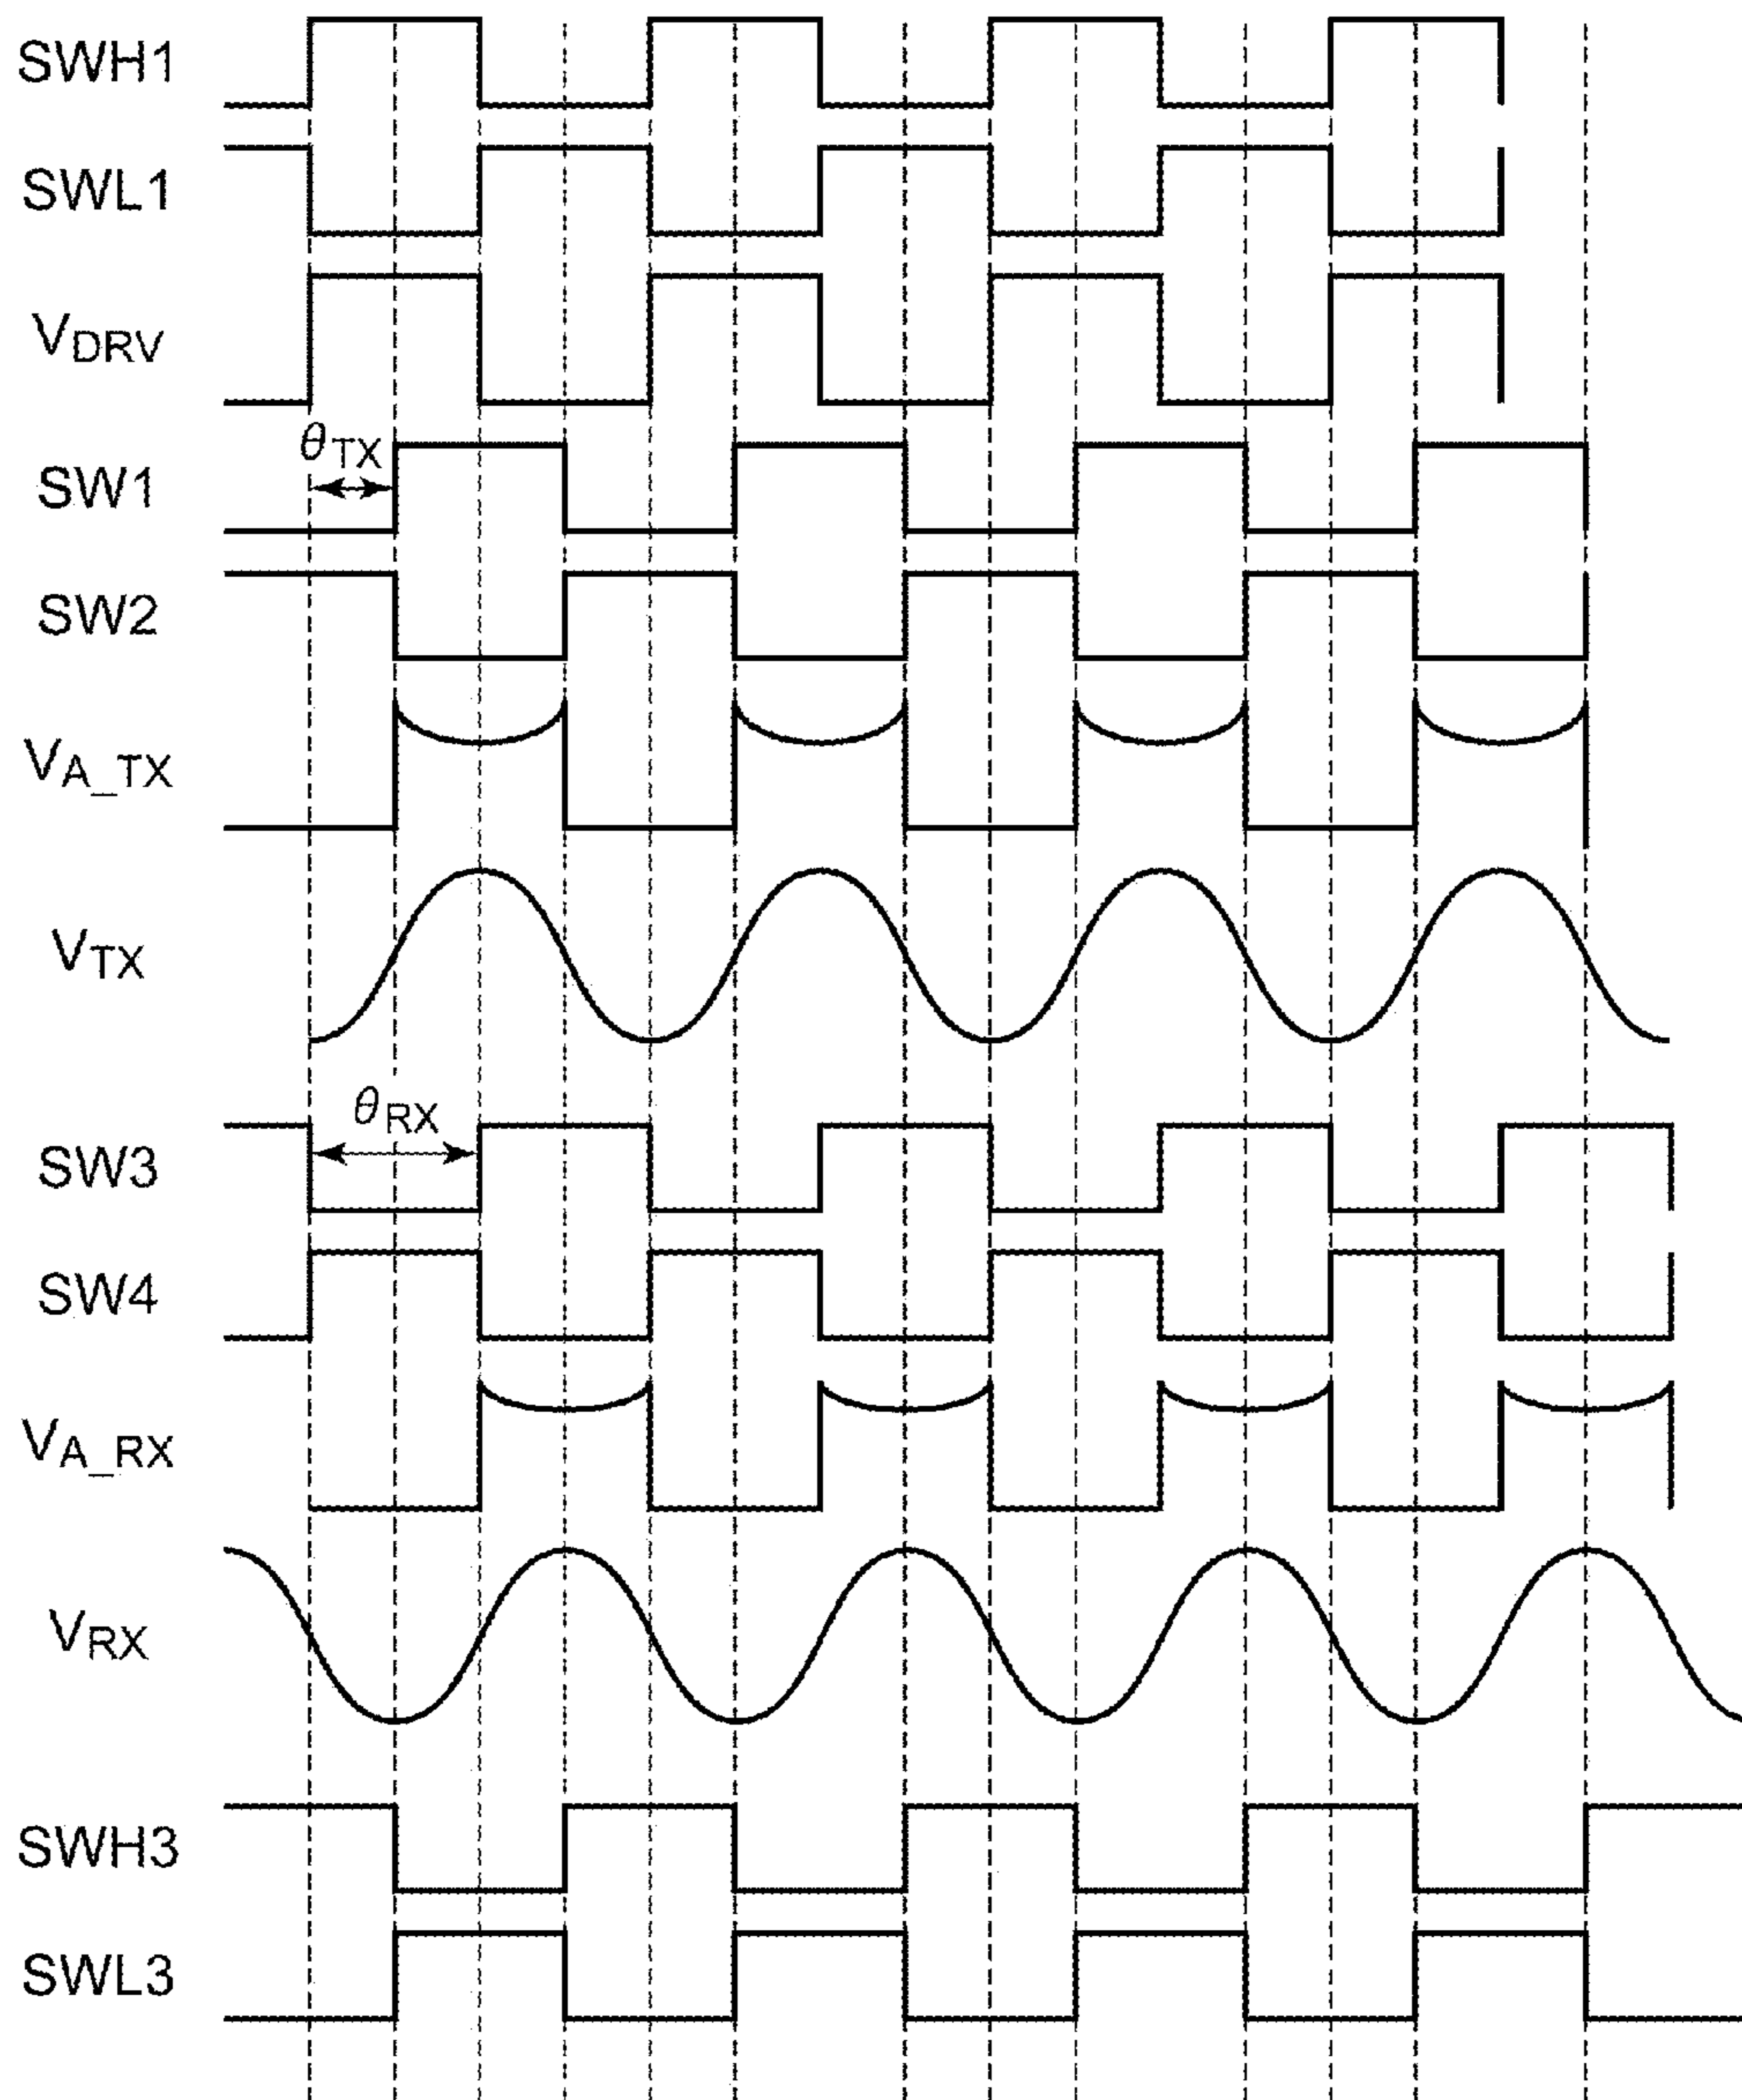 SWH1
SWL1
VDRV
θTX
SW1
SW2
VA_TX
VTX
θRX
SW3
SW4
VA_RX
VRX
SWH3
SWL3